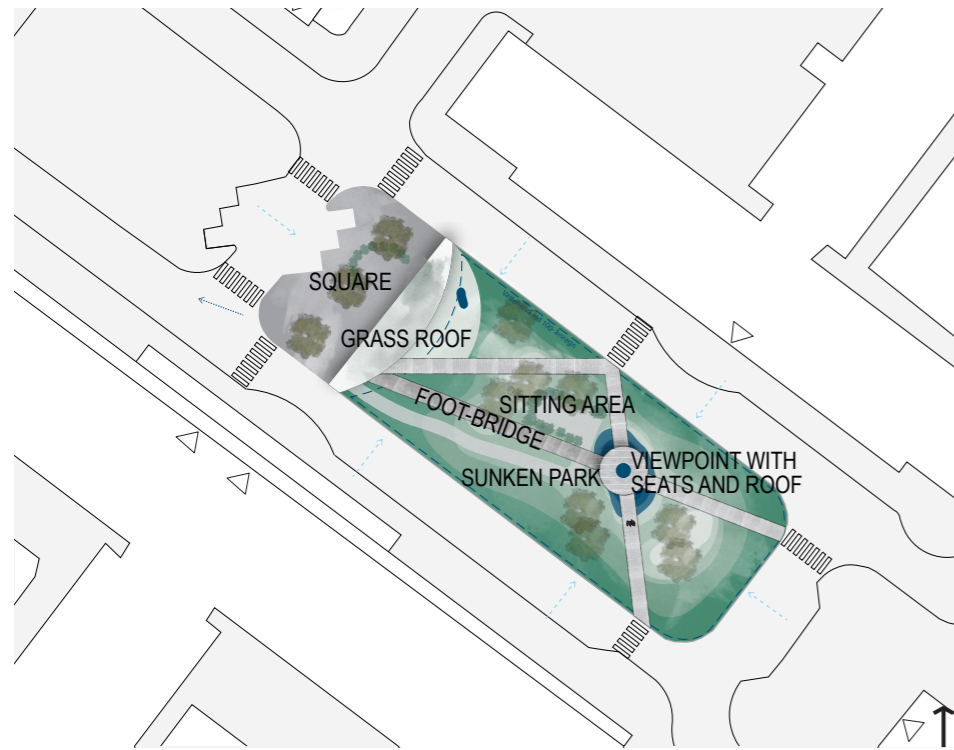 SQUARE
GRASS ROOF
SITTING AREA
FOOT-BRIDGE
VIEWPOINT WITH
SEATS AND ROOF
SUNKEN PARK